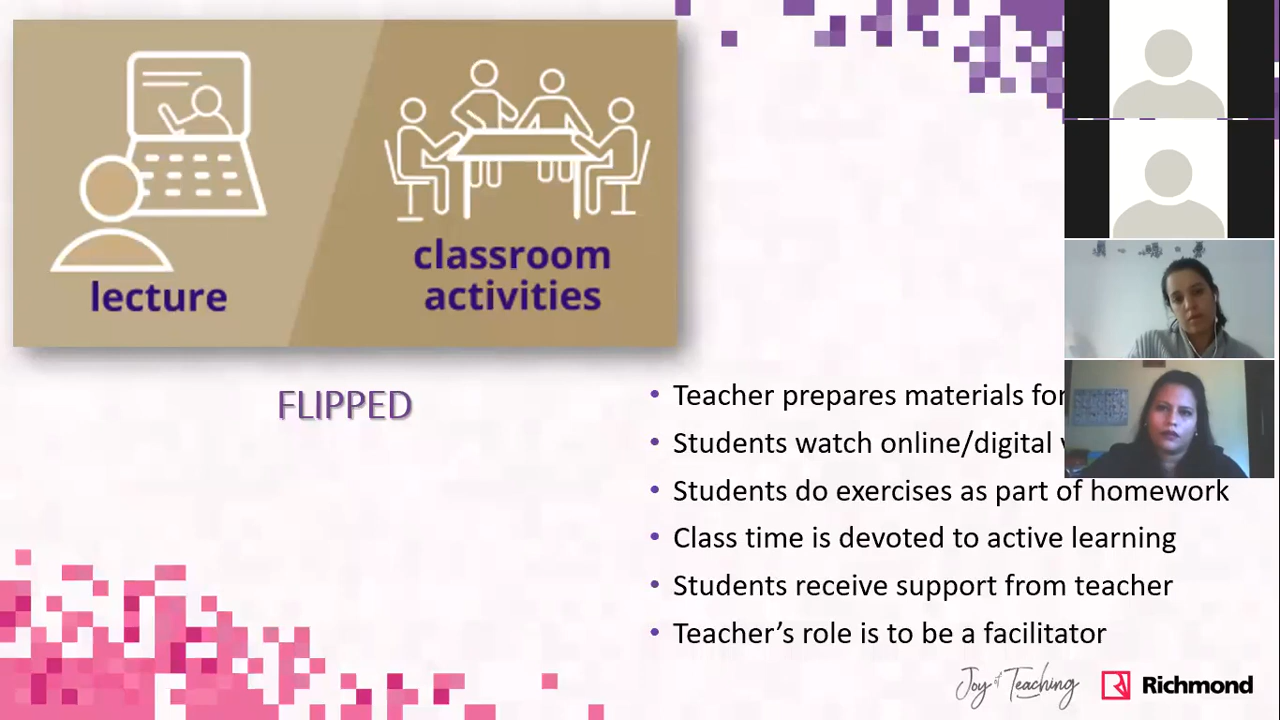 lecture
classroom
activities
FLIPPED
• Teacher prepares materials for
• Students watch online/digital
• Students do exercises as part of homework
• Class time is devoted to active learning
• Students receive support from teacher
• Teacher's role is to be a facilitator
Joy of Teaching
Richmond